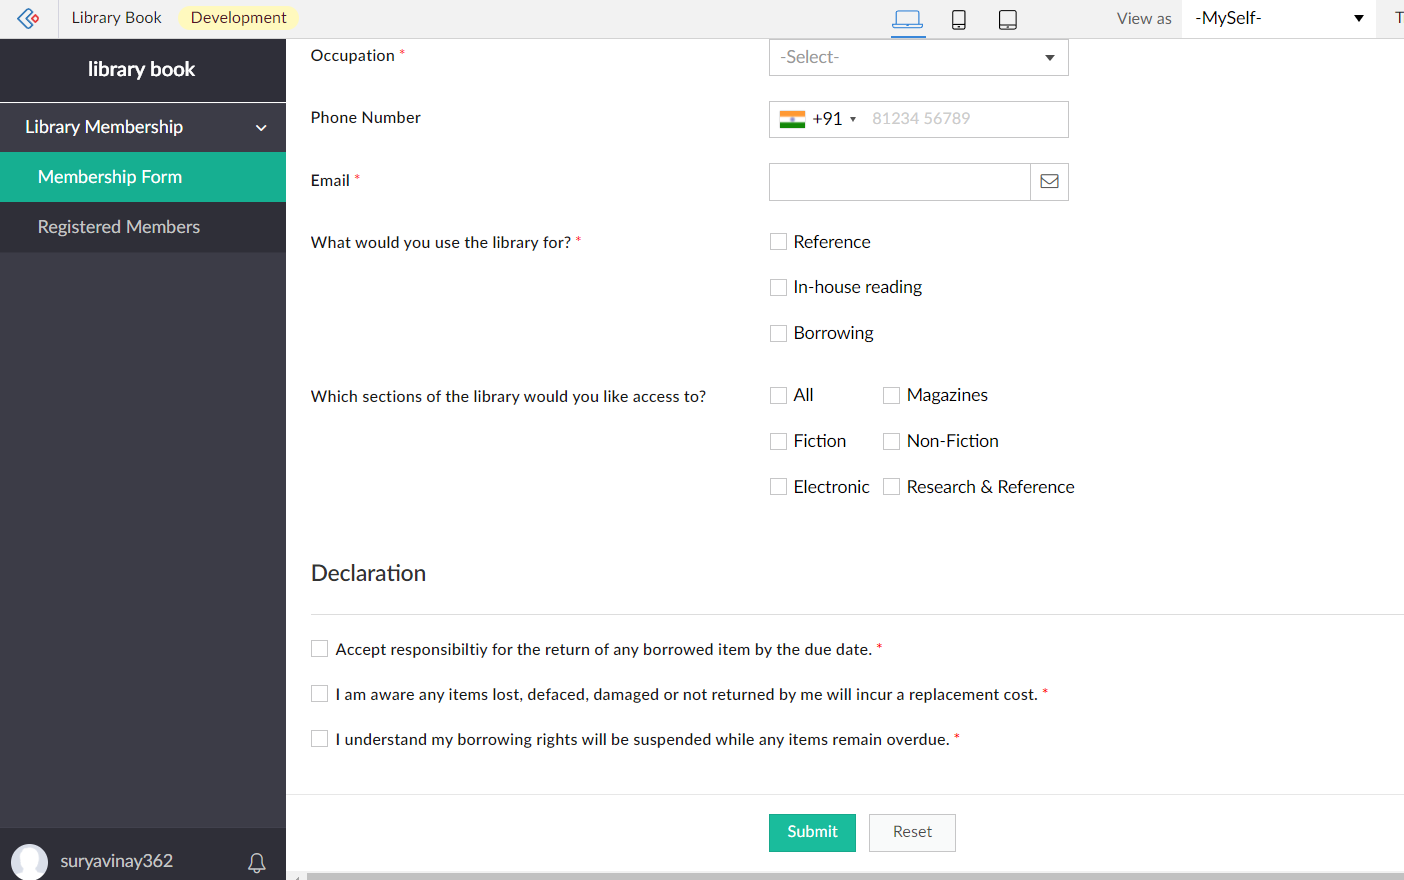 Library Book Development View as -MySelf- T
library book
Library Membership
Membership Form
Registered Members
Occupation *
-Select-
Phone Number
+91 81234 56789
Email *
What would you use the library for? *
Reference
In-house reading
Borrowing
Which sections of the library would you like access to?
All Magazines
Fiction Non-Fiction
Electronic Research & Reference
Declaration
Accept responsibiltiy for the return of any borrowed item by the due date. *
I am aware any items lost, defaced, damaged or not returned by me will incur a replacement cost. *
I understand my borrowing rights will be suspended while any items remain overdue. *
Submit Reset
suryavinay362